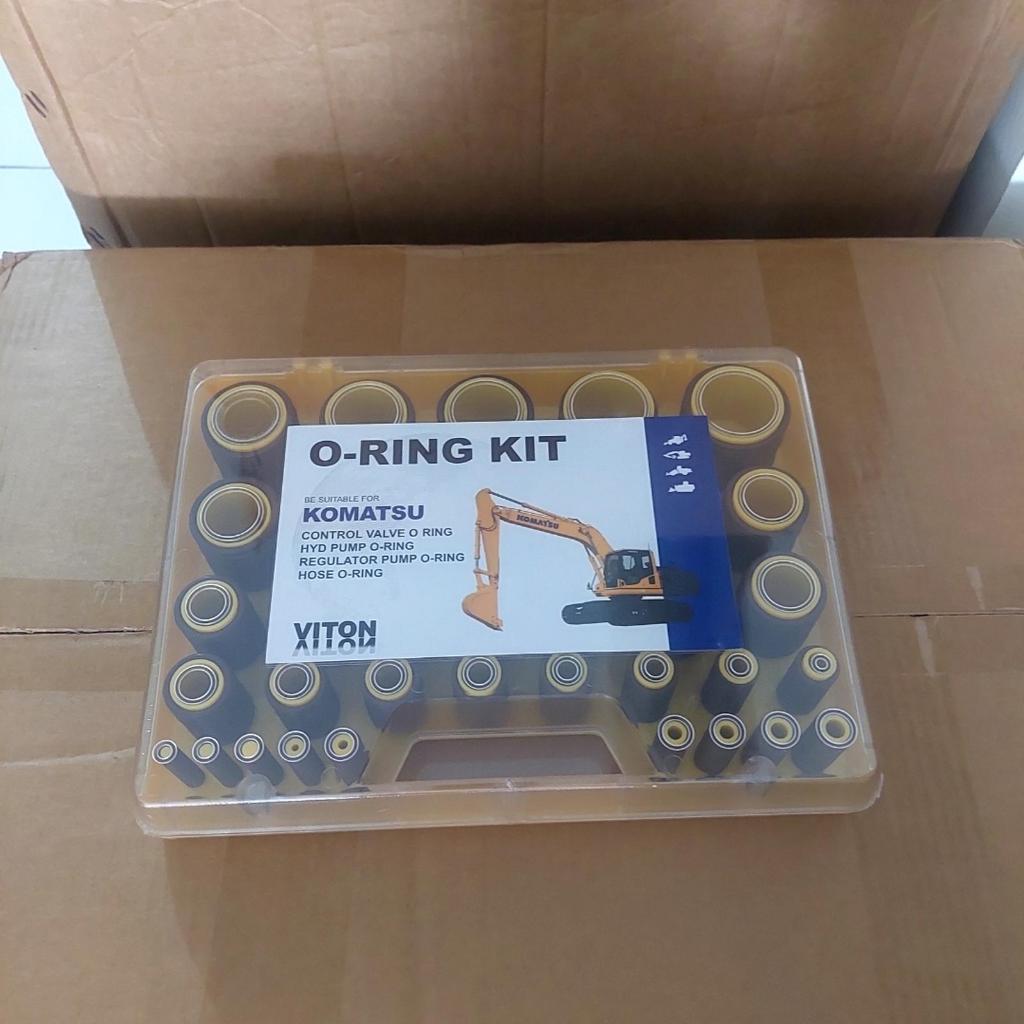 O-RING KIT
BE SUITABLE FOR
KOMATSU
CONTROL VALVE O RING
HYD PUMP O-RING
REGULATOR PUMP O-RING
HOSE O-RING
KOMATSU
VITON
VITON